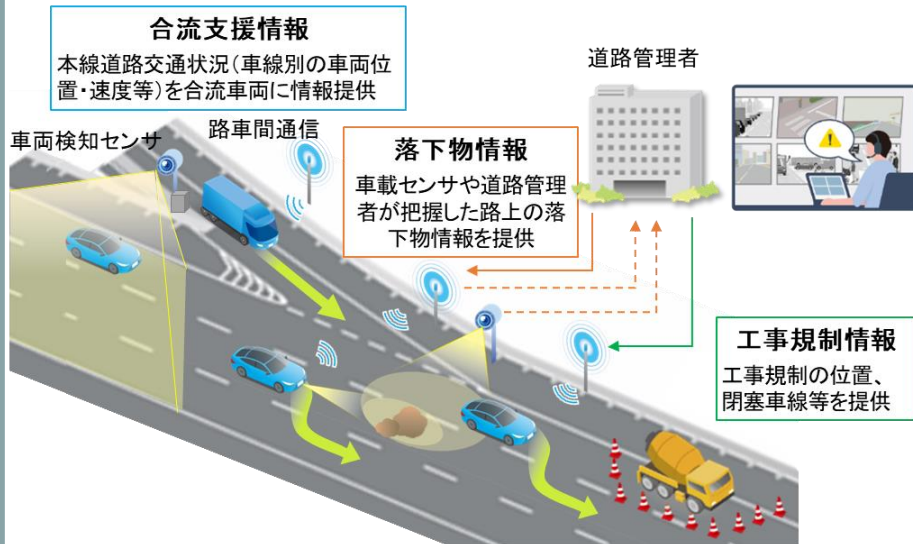 合流支援情報
本線道路交通状況(車線別の車両位
置・速度等)を合流車両に情報提供
道路管理者
車両検知センサ
路車間通信
落下物情報
車載センサや道路管理
者が把握した路上の落
下物情報を提供
工事規制情報
工事規制の位置、
閉塞車線等を提供